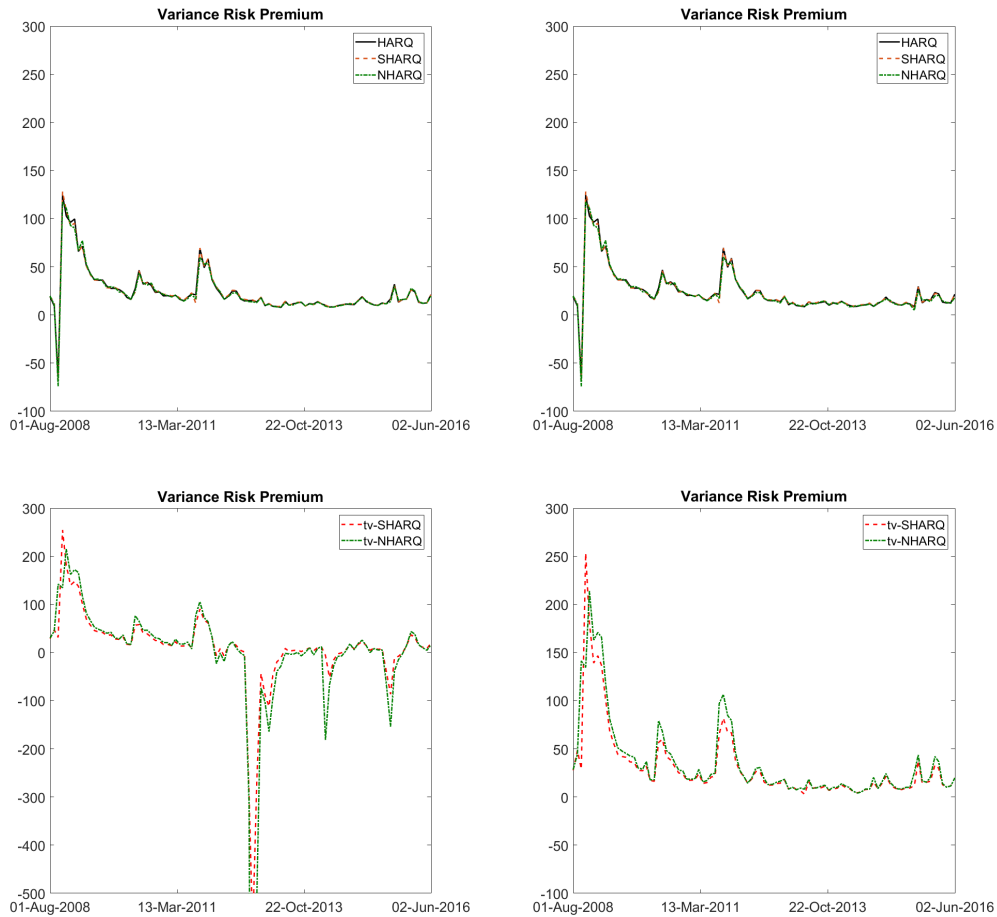 Variance Risk Premium
300
250
200
150
100
50
0
-50
-100
01-Aug-2008
13-Mar-2011
22-Oct-2013
02-Jun-2016
HARQ
SHARQ
NHARQ
Variance Risk Premium
300
250
200
150
100
50
0
-50
-100
01-Aug-2008
13-Mar-2011
22-Oct-2013
02-Jun-2016
HARQ
SHARQ
NHARQ
Variance Risk Premium
300
200
100
0
-100
-200
-300
-400
-500
01-Aug-2008
13-Mar-2011
22-Oct-2013
02-Jun-2016
tv-SHARQ
tv-NHARQ
Variance Risk Premium
300
250
200
150
100
50
0
-50
-100
01-Aug-2008
13-Mar-2011
22-Oct-2013
02-Jun-2016
tv-SHARQ
tv-NHARQ